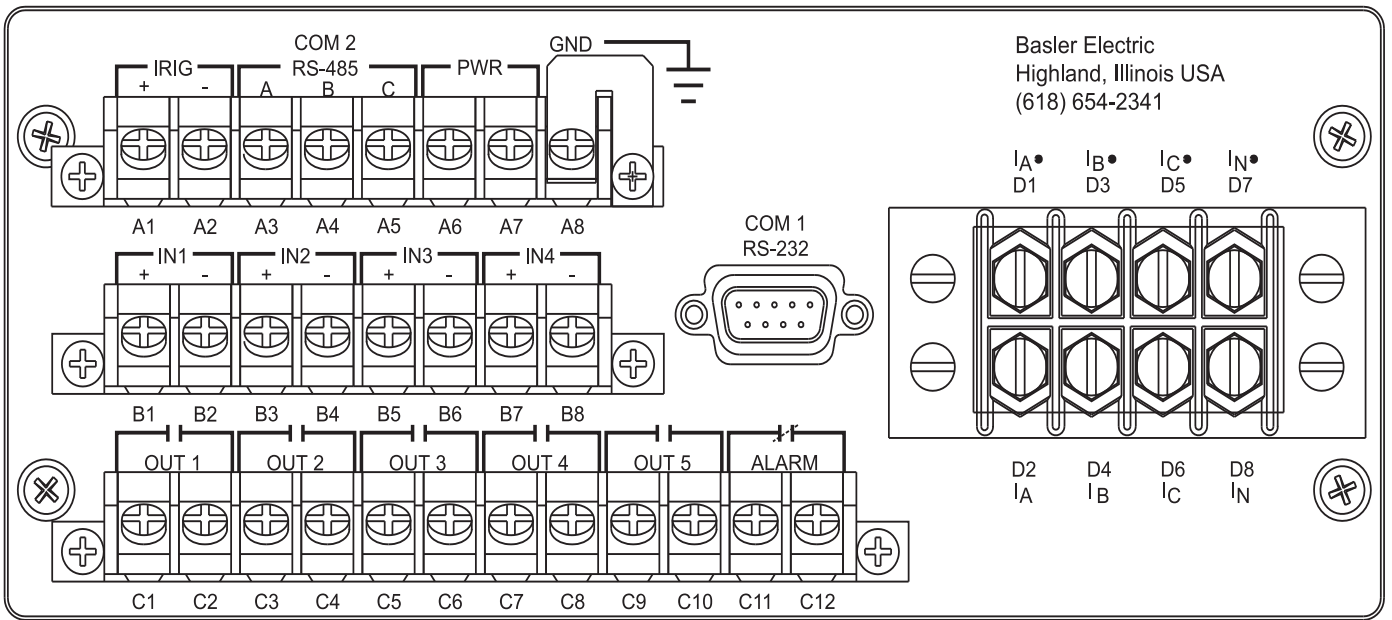 COM 2
GND
IRIG RS-485 PWR
+ - A B C
A1 A2 A3 A4 A5 A6 A7 A8
IN1 IN2 IN3 IN4
+ - + - + - + -
B1 B2 B3 B4 B5 B6 B7 B8
OUT 1 OUT 2 OUT 3 OUT 4 OUT 5 ALARM
C1 C2 C3 C4 C5 C6 C7 C8 C9 C10 C11 C12
COM 1
RS-232
Basler Electric
Highland, Illinois USA
(618) 654-2341
IA• IB• IC• IN•
D1 D3 D5 D7
D2 D4 D6 D8
IA IB IC IN